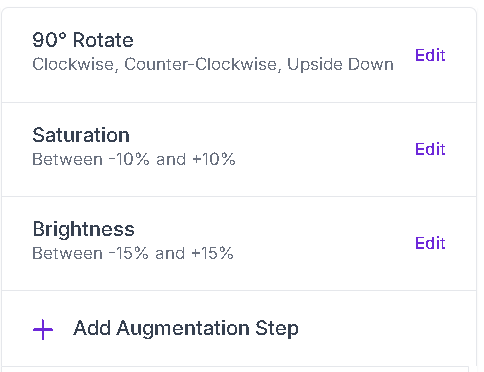 90° Rotate
Clockwise, Counter-Clockwise, Upside Down
Edit
Saturation
Between -10% and +10%
Edit
Brightness
Between -15% and +15%
Edit
+ Add Augmentation Step